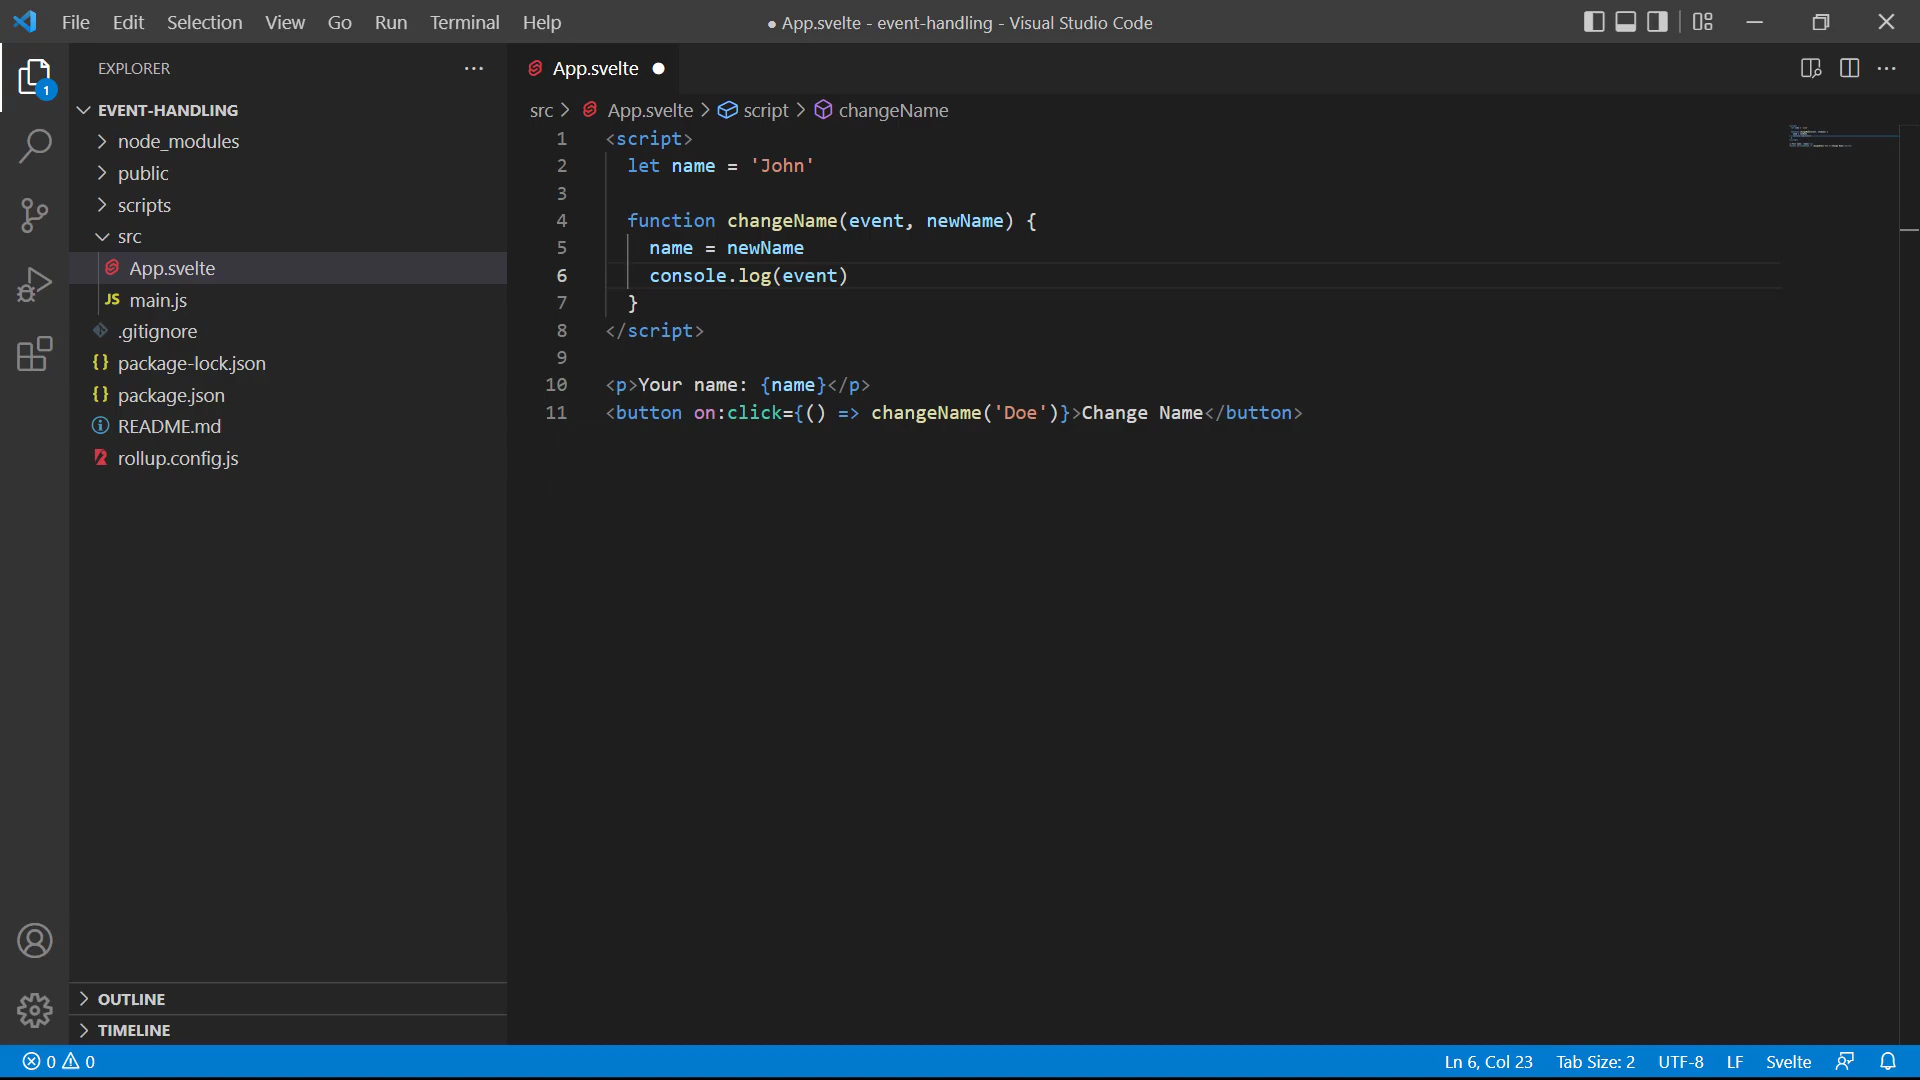 File Edit Selection View Go Run Terminal Help
● App.svelte - event-handling - Visual Studio Code
EXPLORER
1
EVENT-HANDLING
node_modules
public
scripts
src
App.svelte
JS main.js
.gitignore
{} package-lock.json
{} package.json
README.md
rollup.config.js
OUTLINE
TIMELINE
App.svelte
src > App.svelte > script > changeName
1 <script>
2 let name = 'John'
3
4 function changeName(event, newName) {
5 name = newName
6 console.log(event)
7 }
8 </script>
9
10 <p>Your name: {name}</p>
11 <button on:click={() => changeName('Doe')}>Change Name</button>
0 0
Ln 6, Col 23 Tab Size: 2 UTF-8 LF Svelte